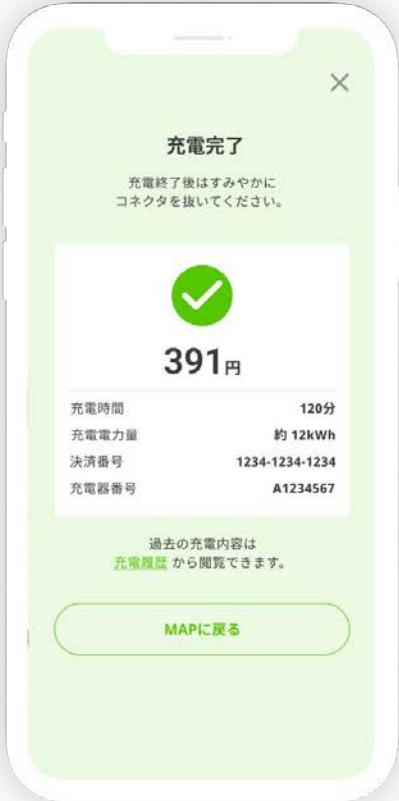 充電完了
充電終了後はすみやかに
コネクタを抜いてください。
391円
充電時間 120分
充電電力量 約 12kWh
決済番号 1234-1234-1234
充電器番号 A1234567
過去の充電内容は
充電履歴 から閲覧できます。
MAPに戻る